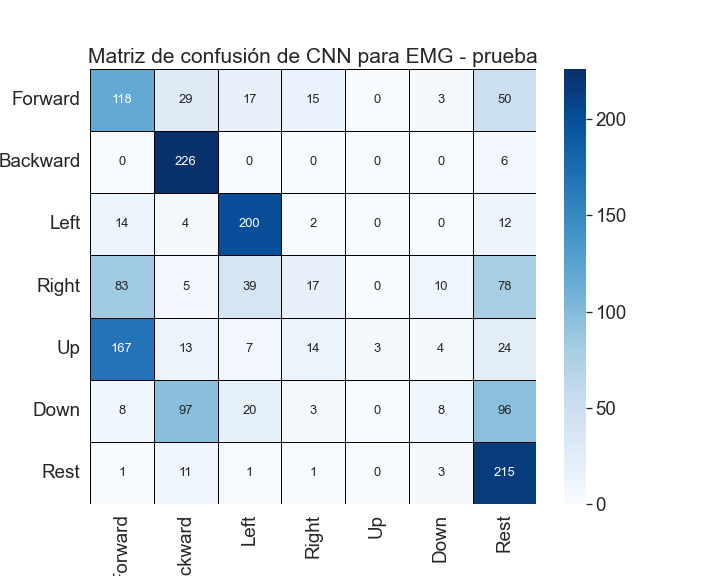 Matriz de confusión de CNN para EMG - prueba
Forward 118 29 17 15 0 3 50
Backward 0 226 0 0 0 0 6
Left 14 4 200 2 0 0 12
Right 83 5 39 17 0 10 78
Up 167 13 7 14 3 4 24
Down 8 97 20 3 0 8 96
Rest 1 11 1 1 0 3 215
Forward ckward Left Right Up Down Rest
200
150
100
50
0